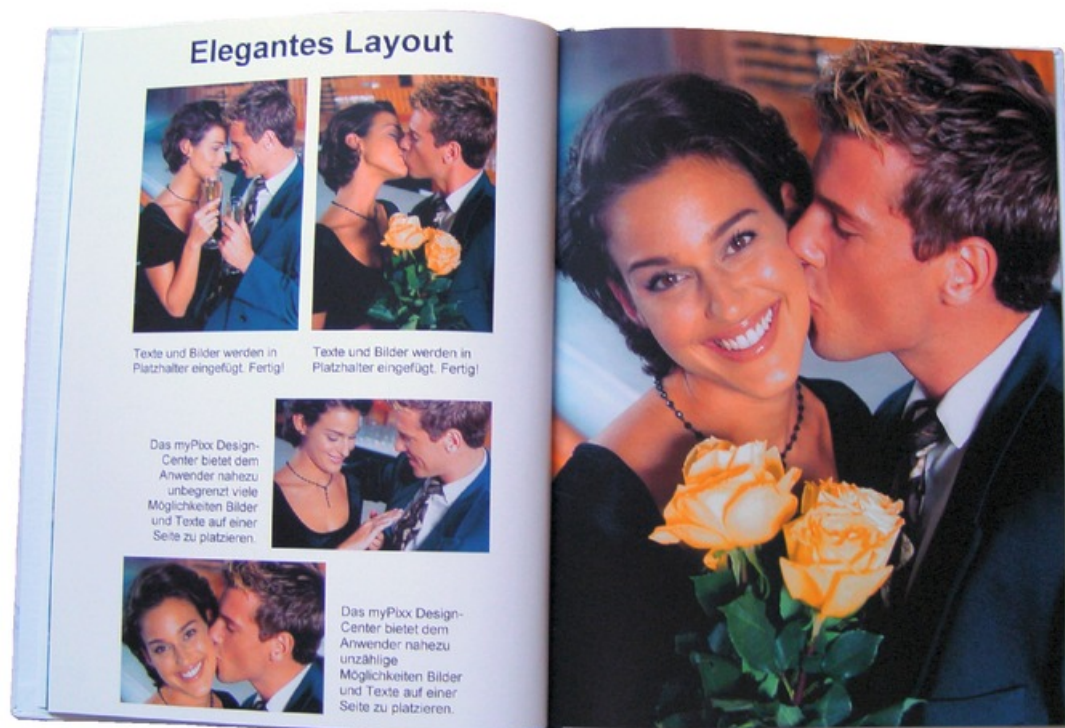 Elegantes Layout
Texte und Bilder werden in
Platzhalter eingefügt. Fertig!
Texte und Bilder werden in
Platzhalter eingefügt. Fertig!
Das myPixx Design-
Center bietet dem
Anwender nahezu
unbegrenzt viele
Möglichkeiten Bilder
und Texte auf einer
Seite zu platzieren.
Das myPixx Design-
Center bietet dem
Anwender nahezu
unzählige
Möglichkeiten Bilder
und Texte auf einer
Seite zu platzieren.